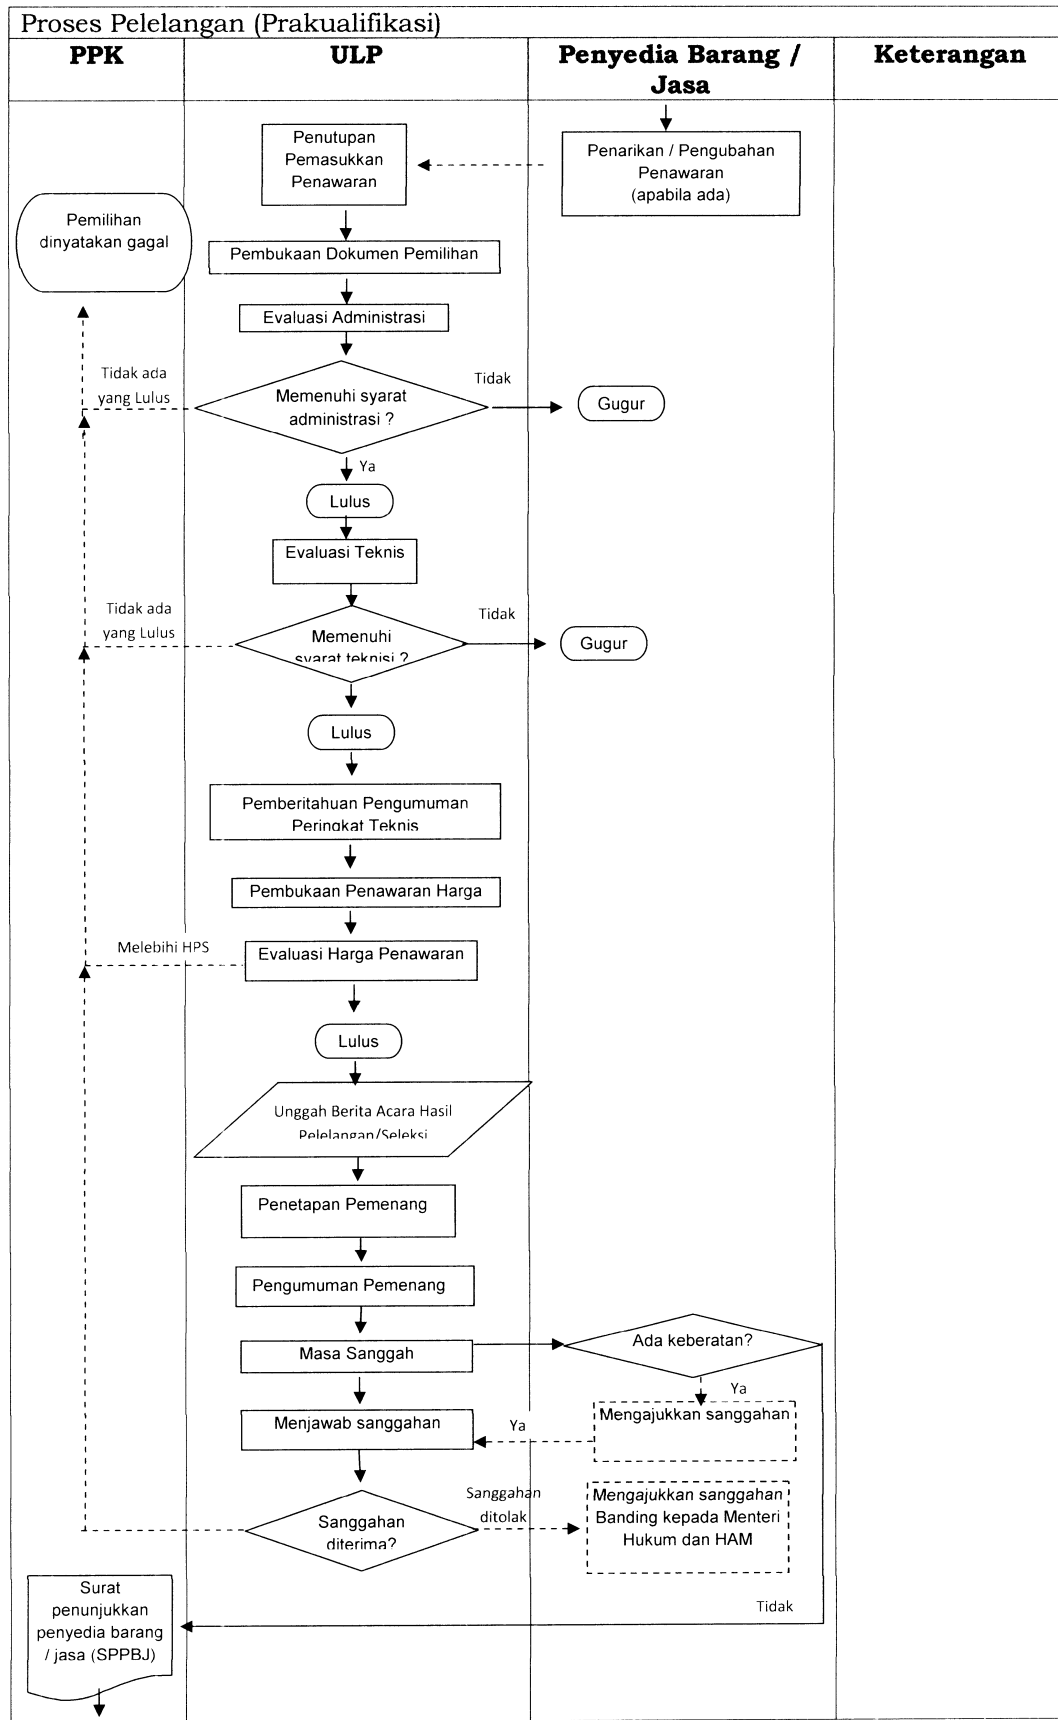 Proses Pelelangan (Prakualifikasi)
PPK
ULP
Penyedia Barang /
Jasa
Keterangan
Penutupan
Pemasukkan
Penawaran
Penarikan / Pengubahan
Penawaran
(apabila ada)
Pemilihan
dinyatakan gagal
Pembukaan Dokumen Pemilihan
Evaluasi Administrasi
Tidak ada
yang Lulus
Memenuhi syarat
administrasi ?
Tidak
Gugur
Ya
Lulus
Evaluasi Teknis
Tidak ada
yang Lulus
Memenuhi
syarat teknisi ?
Tidak
Gugur
Lulus
Pemberitahuan Pengumuman
Peringkat Teknis
Pembukaan Penawaran Harga
Melebihi HPS
Evaluasi Harga Penawaran
Lulus
Unggah Berita Acara Hasil
Pelelangan/Seleksi
Penetapan Pemenang
Pengumuman Pemenang
Masa Sanggah
Ada keberatan?
Ya
Menjawab sanggahan
Ya
Mengajukkan sanggahan
Sanggahan
diterima?
Sanggahan
ditolak
Mengajukkan sanggahan
Banding kepada Menteri
Hukum dan HAM
Surat
penunjukkan
penyedia barang
/ jasa (SPPBJ)
Tidak